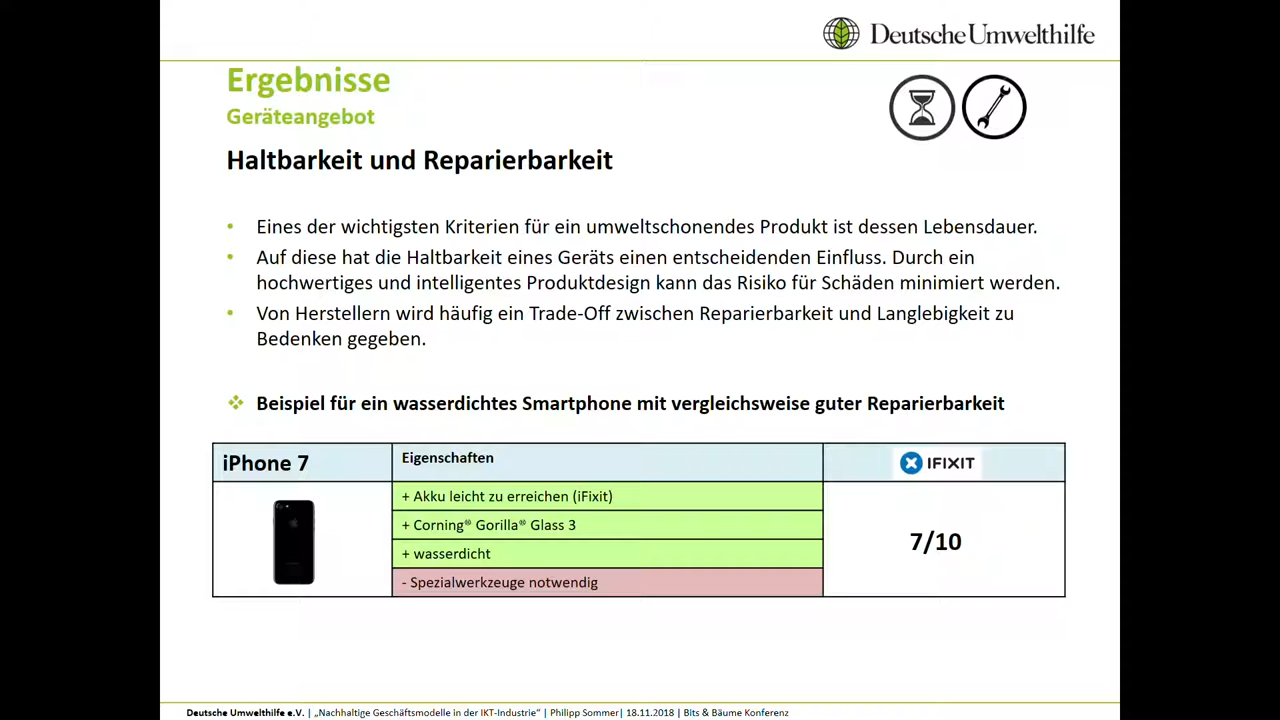 Deutsche Umwelthilfe
Ergebnisse
Geräteangebot
Haltbarkeit und Reparierbarkeit
• Eines der wichtigsten Kriterien für ein umweltschonendes Produkt ist dessen Lebensdauer.
• Auf diese hat die Haltbarkeit eines Geräts einen entscheidenden Einfluss. Durch ein
hochwertiges und intelligentes Produktdesign kann das Risiko für Schäden minimiert werden.
• Von Herstellern wird häufig ein Trade-Off zwischen Reparierbarkeit und Langlebigkeit zu
Bedenken gegeben.
❖ Beispiel für ein wasserdichtes Smartphone mit vergleichsweise guter Reparierbarkeit
iPhone 7
Eigenschaften
IFIXIT
+ Akku leicht zu erreichen (iFixit)
+ Corning® Gorilla® Glass 3
+ wasserdicht
- Spezialwerkzeuge notwendig
7/10
Deutsche Umwelthilfe e.V. | „Nachhaltige Geschäftsmodelle in der IKT-Industrie“ | Philipp Sommer| 18.11.2018 | Bits & Bäume Konferenz